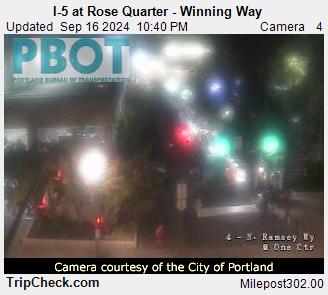 I-5 at Rose Quarter - Winning Way
Updated Sep 16 2024 10:40 PM Camera 4
PBOT
PORTLAND BUREAU OF TRANSPORTATION
4 - N. Ramsey Wy
@ One Ctr
Camera courtesy of the City of Portland
TripCheck.com Milepost302.00